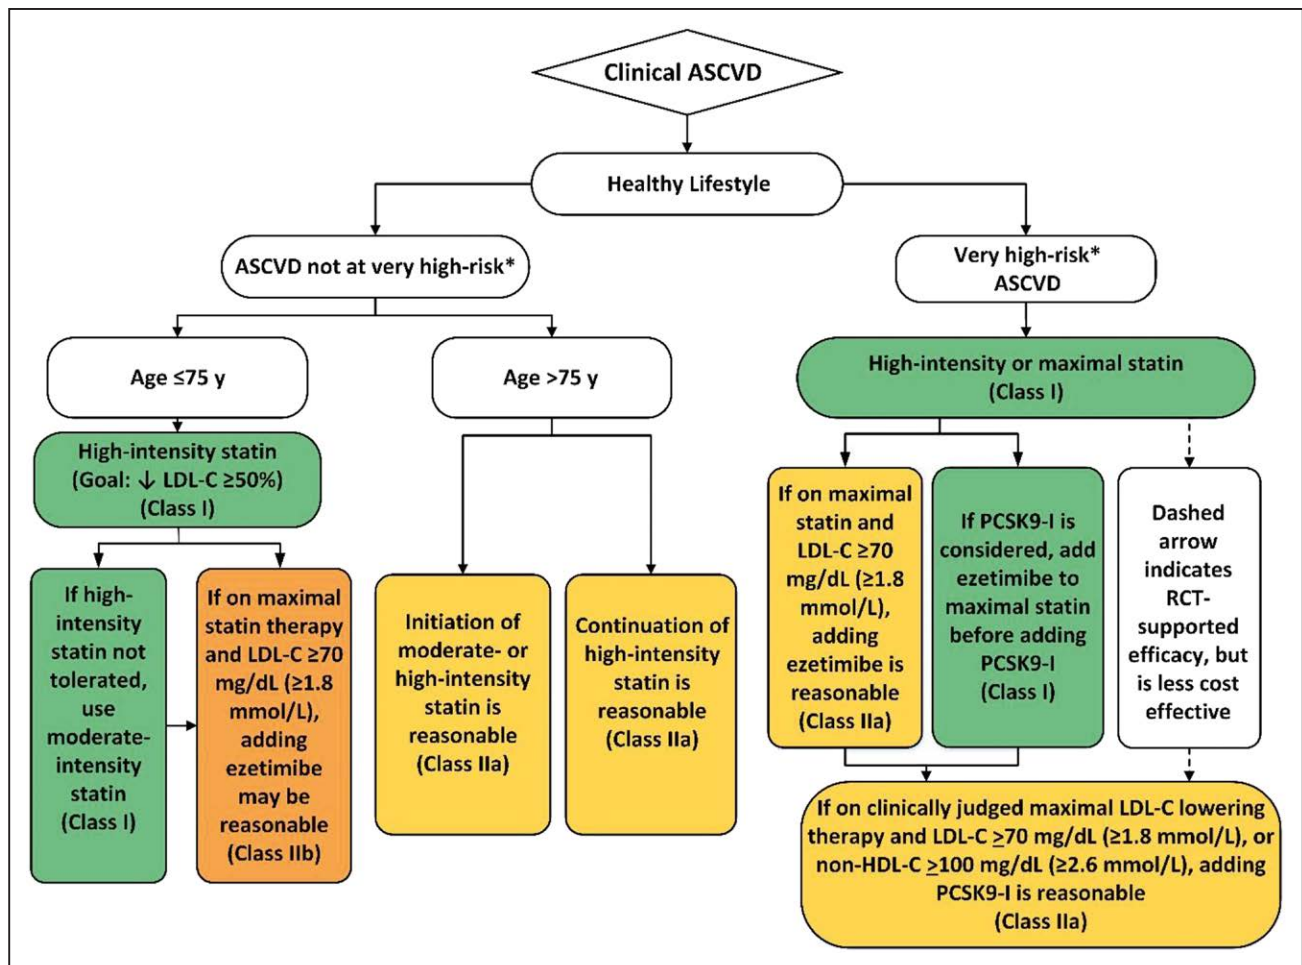 Clinical ASCVD
Healthy Lifestyle
ASCVD not at very high-risk*
Very high-risk*
ASCVD
Age ≤75 y
Age >75 y
High-intensity or maximal statin
(Class I)
High-intensity statin
(Goal: ↓ LDL-C ≥50%)
(Class I)
If high-
intensity
statin not
tolerated,
use
moderate-
intensity
statin
(Class I)
If on maximal
statin therapy
and LDL-C ≥70
mg/dL (≥1.8
mmol/L),
adding
ezetimibe
may be
reasonable
(Class IIb)
Initiation of
moderate- or
high-intensity
statin is
reasonable
(Class IIa)
Continuation of
high-intensity
statin is
reasonable
(Class IIa)
If on maximal
statin and
LDL-C ≥70
mg/dL (≥1.8
mmol/L),
adding
ezetimibe is
reasonable
(Class IIa)
If PCSK9-I is
considered, add
ezetimibe to
maximal statin
before adding
PCSK9-I
(Class I)
Dashed
arrow
indicates
RCT-
supported
efficacy, but
is less cost
effective
If on clinically judged maximal LDL-C lowering
therapy and LDL-C ≥70 mg/dL (≥1.8 mmol/L), or
non-HDL-C ≥100 mg/dL (≥2.6 mmol/L), adding
PCSK9-I is reasonable
(Class IIa)